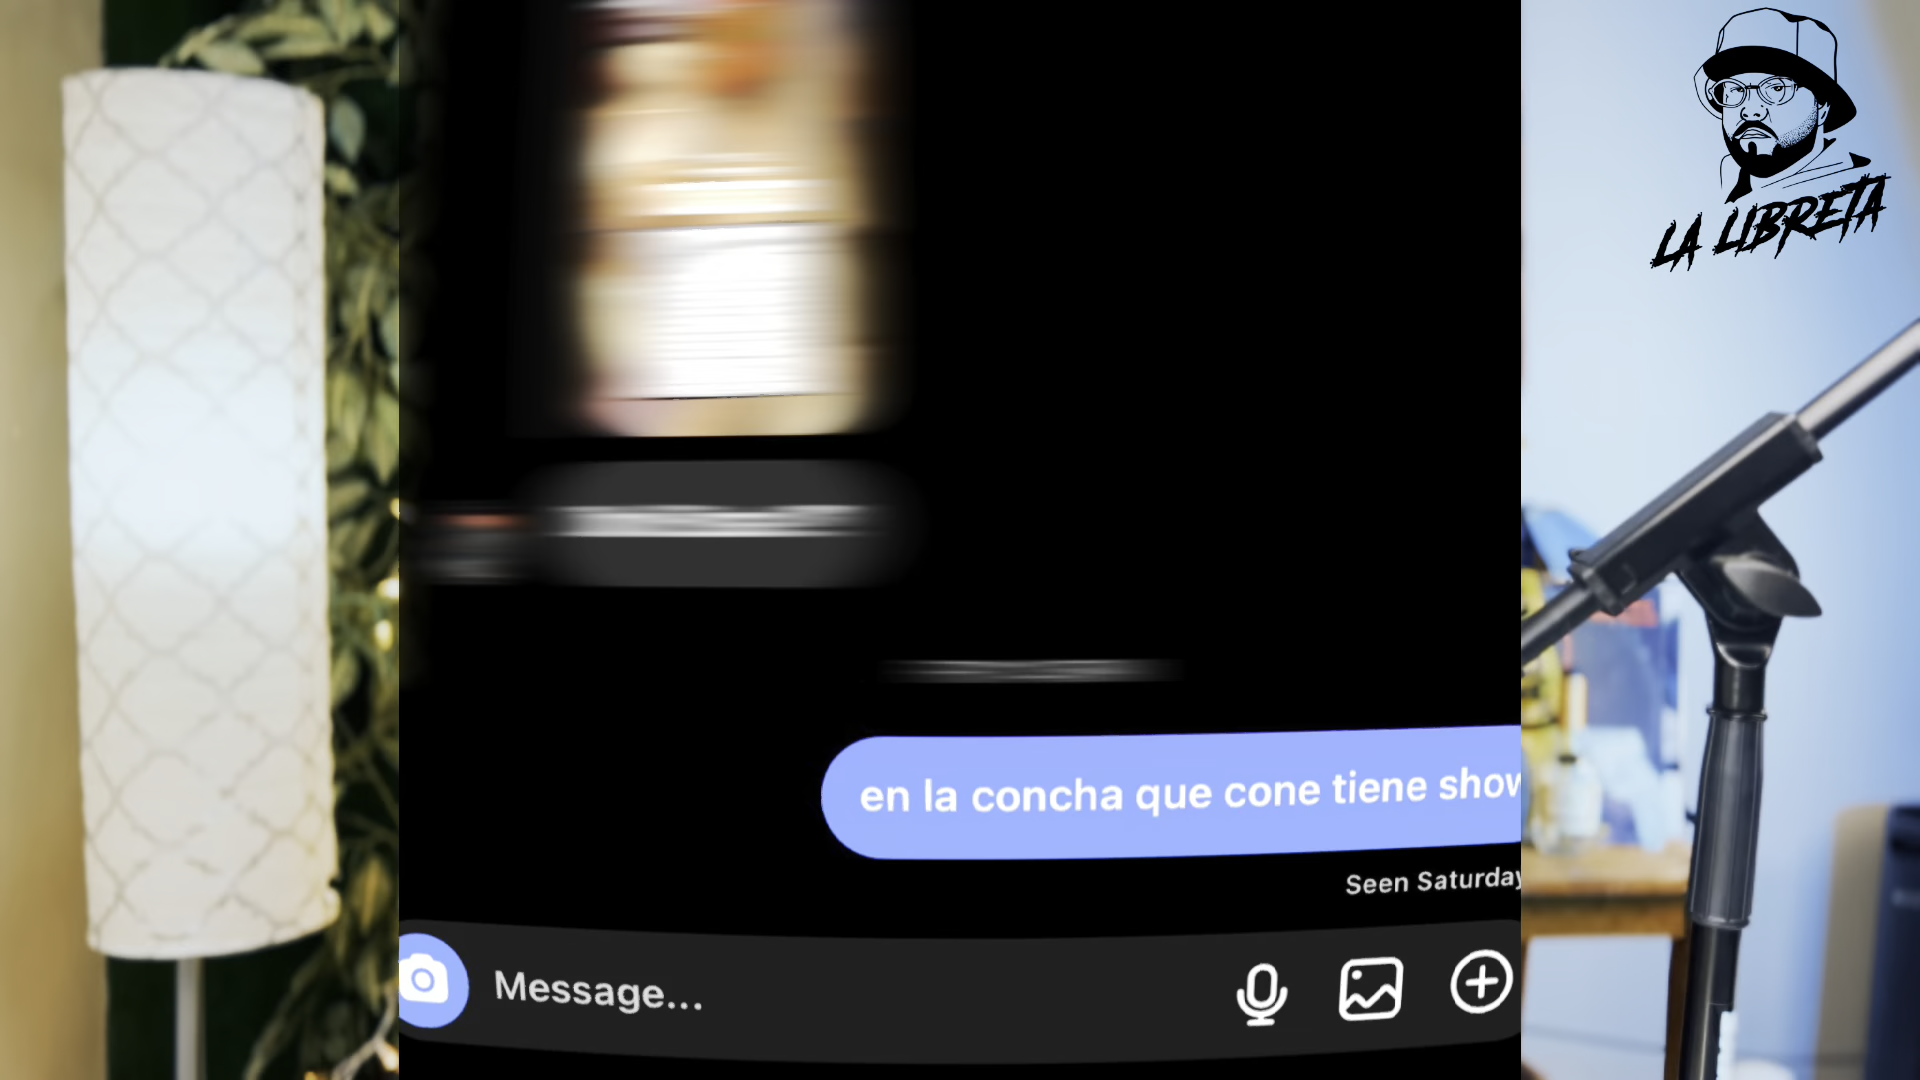 LA LIBRETA
en la concha que cone tiene show
Seen Saturday
Message...